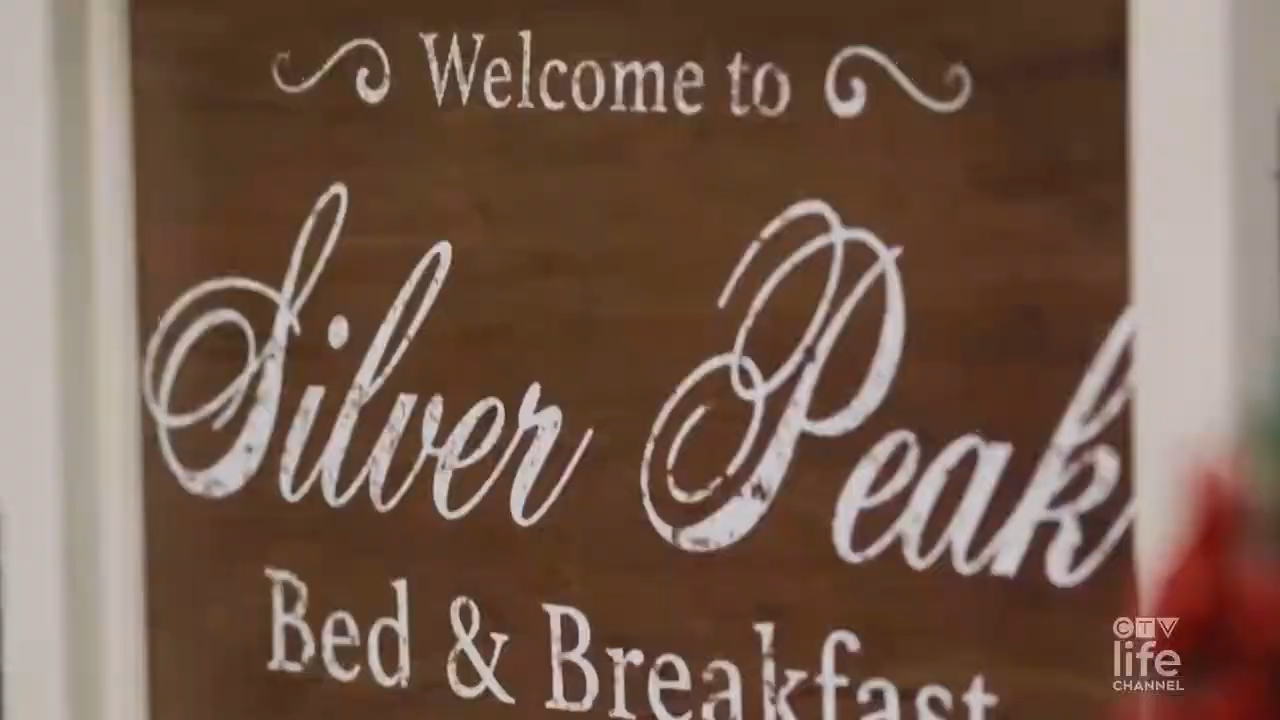 Welcome to
Silver Peak
Bed & Breakfast
CTV
life
CHANNEL